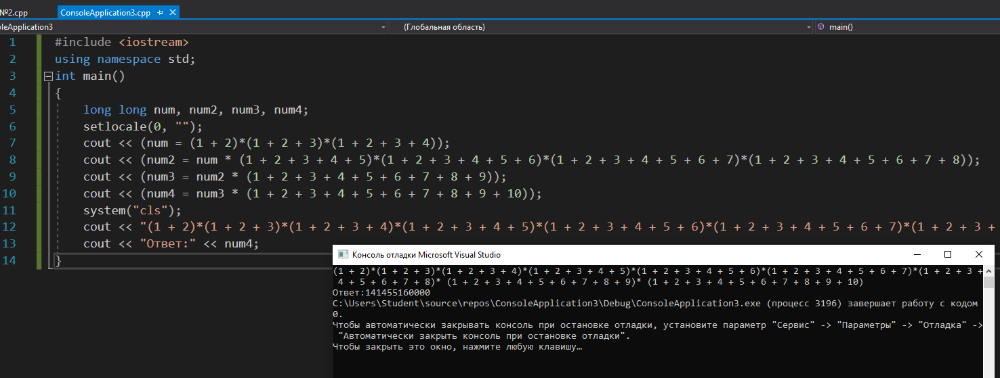 №2.cpp ConsoleApplication3.cpp
oleApplication3 (Глобальная область) main()
1 #include <iostream>
2 using namespace std;
3 int main()
4 {
5 long long num, num2, num3, num4;
6 setlocale(0, "");
7 cout << (num = (1 + 2)*(1 + 2 + 3)*(1 + 2 + 3 + 4));
8 cout << (num2 = num * (1 + 2 + 3 + 4 + 5)*(1 + 2 + 3 + 4 + 5 + 6)*(1 + 2 + 3 + 4 + 5 + 6 + 7)*(1 + 2 + 3 + 4 + 5 + 6 + 7 + 8));
9 cout << (num3 = num2 * (1 + 2 + 3 + 4 + 5 + 6 + 7 + 8 + 9));
10 cout << (num4 = num3 * (1 + 2 + 3 + 4 + 5 + 6 + 7 + 8 + 9 + 10));
11 system("cls");
12 cout << "(1 + 2)*(1 + 2 + 3)*(1 + 2 + 3 + 4)*(1 + 2 + 3 + 4 + 5)*(1 + 2 + 3 + 4 + 5 + 6)*(1 + 2 + 3 + 4 + 5 + 6 + 7)*(1 + 2 + 3 +
13 cout << "Ответ:" << num4;
14 }
Консоль отладки Microsoft Visual Studio
(1 + 2)*(1 + 2 + 3)*(1 + 2 + 3 + 4)*(1 + 2 + 3 + 4 + 5)*(1 + 2 + 3 + 4 + 5 + 6)*(1 + 2 + 3 + 4 + 5 + 6 + 7)*(1 + 2 + 3 +
4 + 5 + 6 + 7 + 8)* (1 + 2 + 3 + 4 + 5 + 6 + 7 + 8 + 9)* (1 + 2 + 3 + 4 + 5 + 6 + 7 + 8 + 9 + 10)
Ответ:141455160000
C:\Users\Student\source\repos\ConsoleApplication3\Debug\ConsoleApplication3.exe (процесс 3196) завершает работу с кодом
0.
Чтобы автоматически закрывать консоль при остановке отладки, установите параметр "Сервис" -> "Параметры" -> "Отладка" ->
"Автоматически закрыть консоль при остановке отладки".
Чтобы закрыть это окно, нажмите любую клавишу…